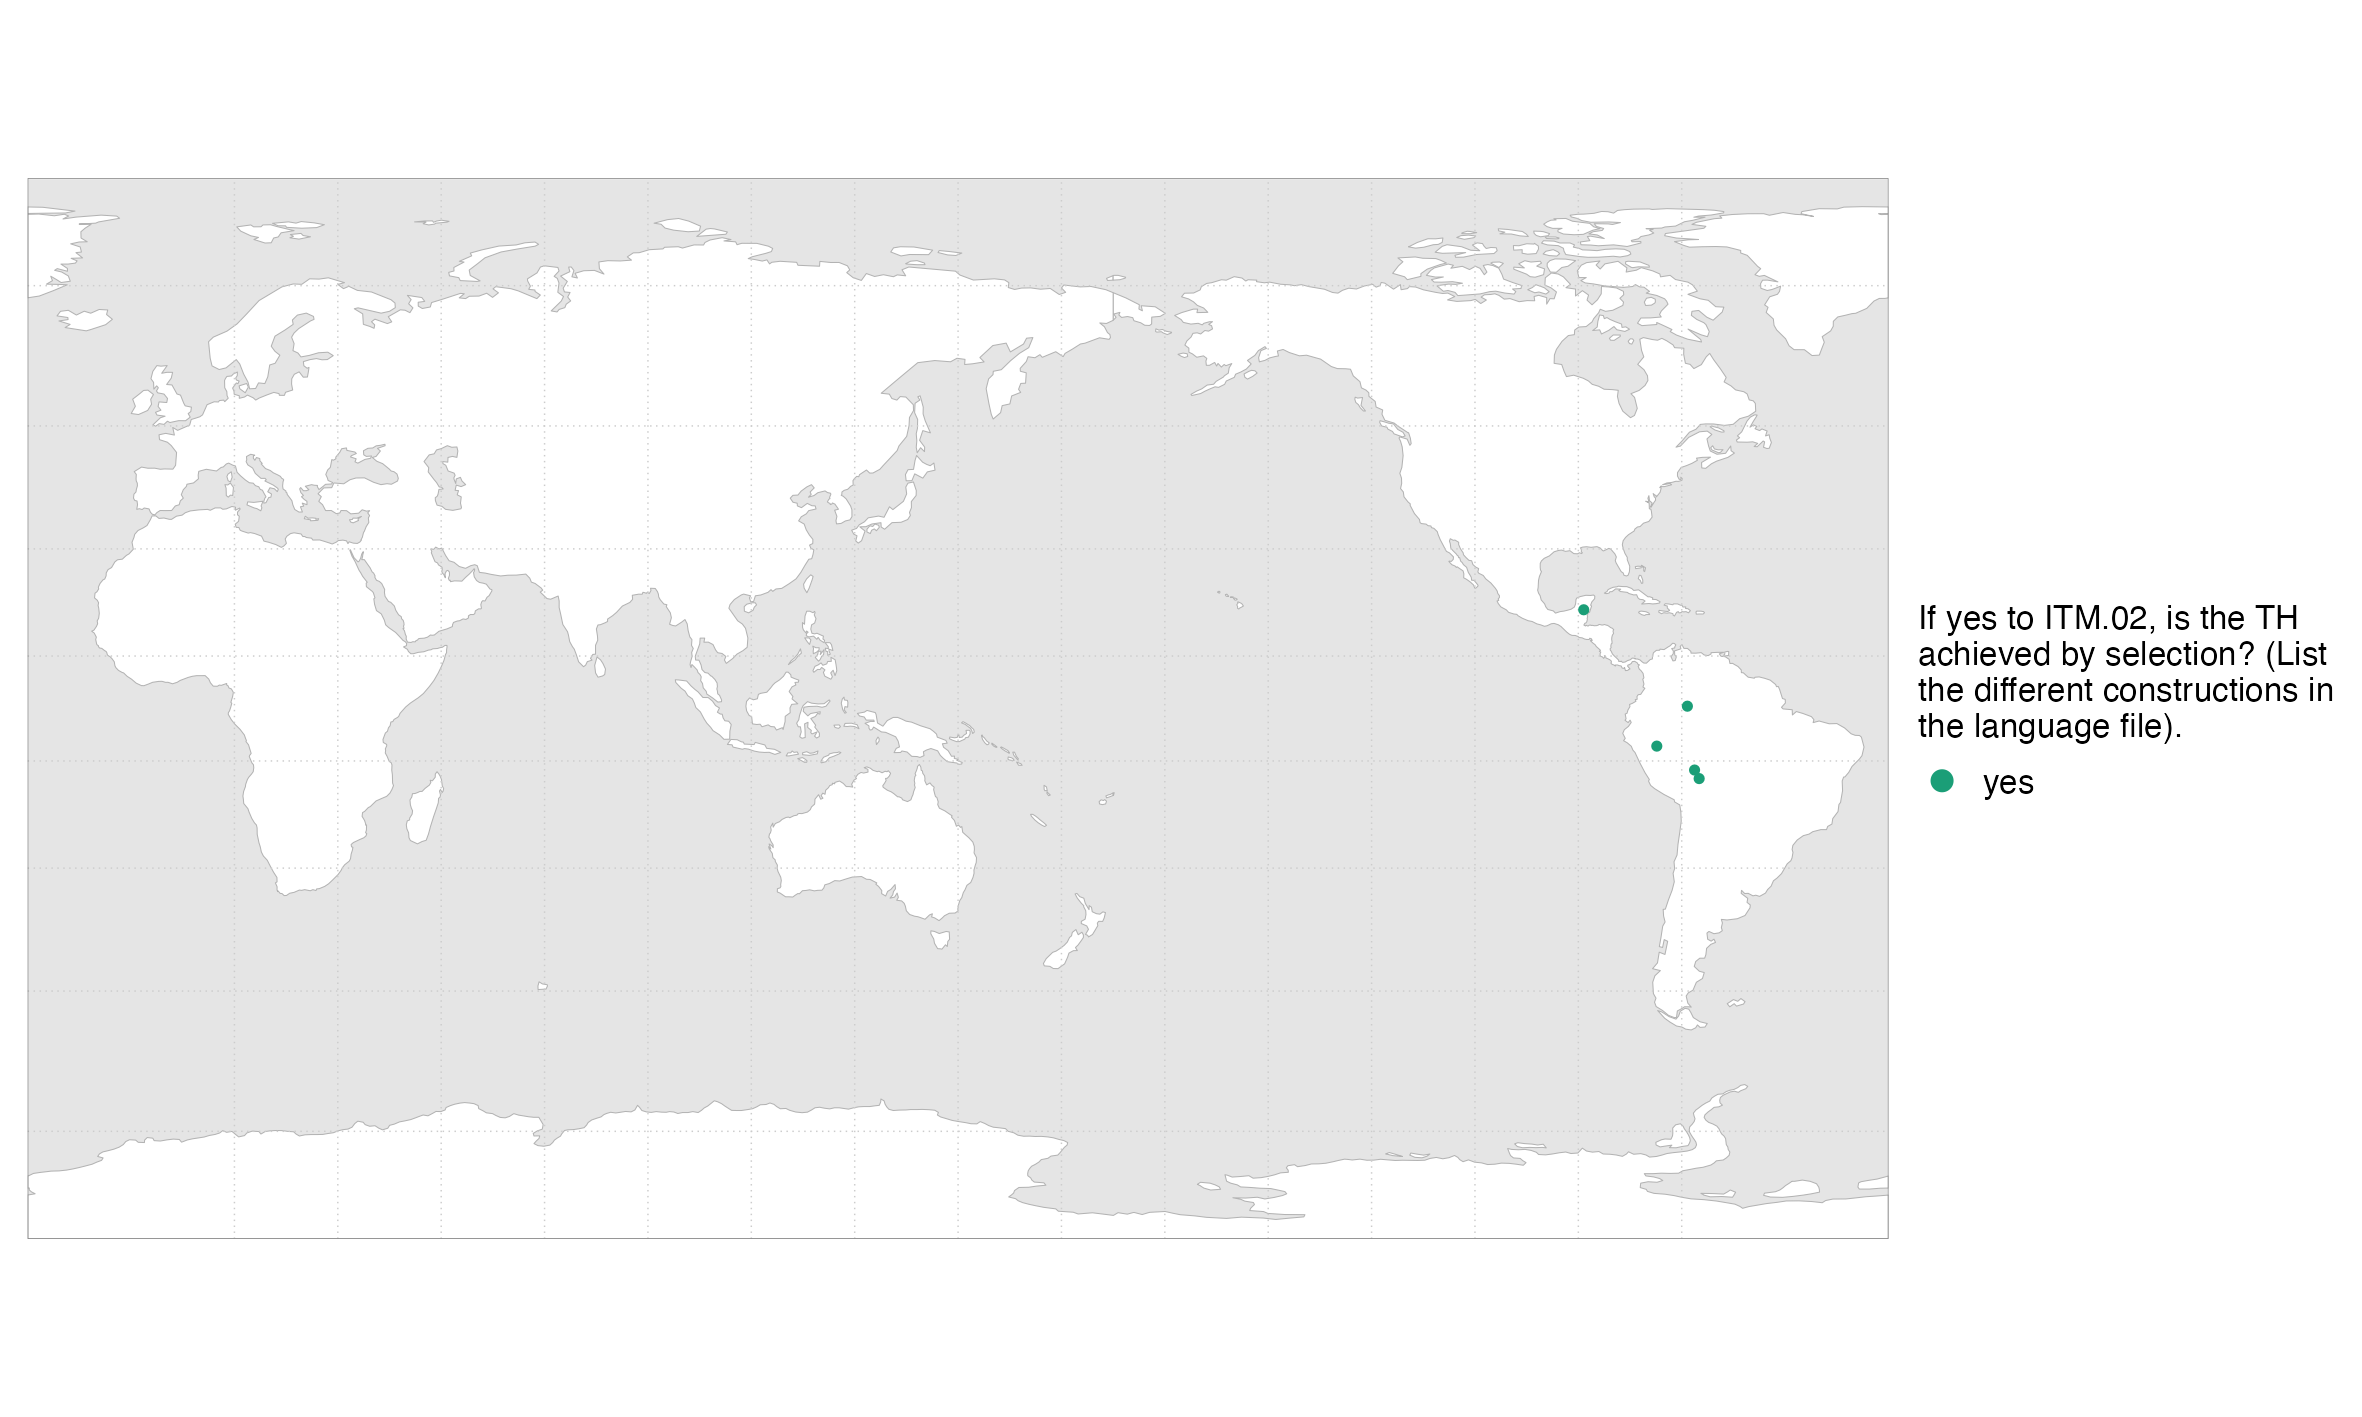 If yes to ITM.02, is the TH
achieved by selection? (List
the different constructions in
the language file).
yes